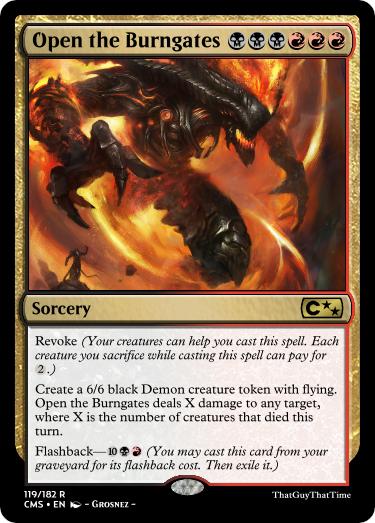 Open the Burngates
Sorcery
C
Revoke (Your creatures can help you cast this spell. Each
creature you sacrifice while casting this spell can pay for
2.)
Create a 6/6 black Demon creature token with flying.
Open the Burngates deals X damage to any target,
where X is the number of creatures that died this
turn.
Flashback—10 (You may cast this card from your
graveyard for its flashback cost. Then exile it.)
119/182 R
CMS • EN - Grosnez - ThatGuyThatTime